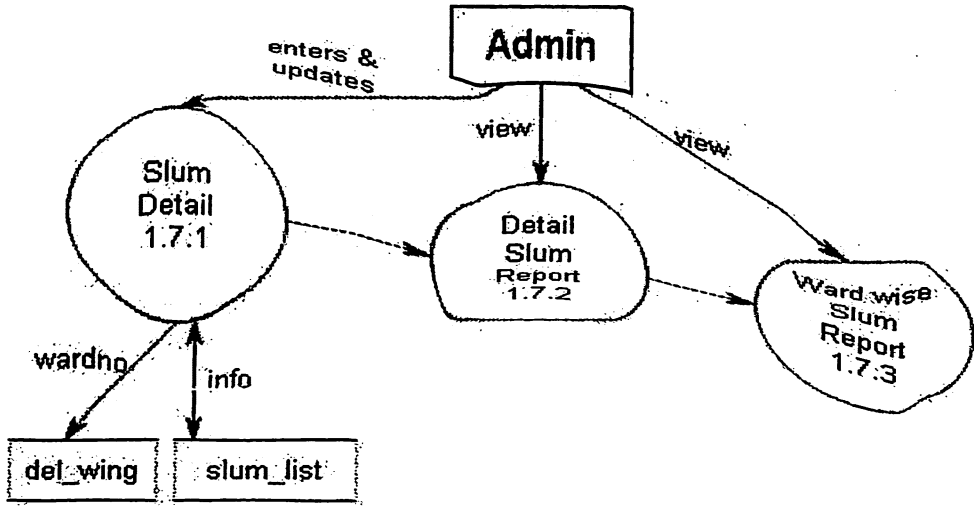 Admin
enters &
updates
view
view
Slum
Detail
1.7.1
Detail
Slum
Report
1.7.2
Ward wise
Slum
Report
1.7.3
wardno
info
del_wing
slum_list